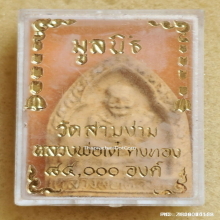 มูลนิธิ
วัดสามง่าม
หลวงพ่อเต๋ คงทอง
๘๔,๐๐๐ องค์